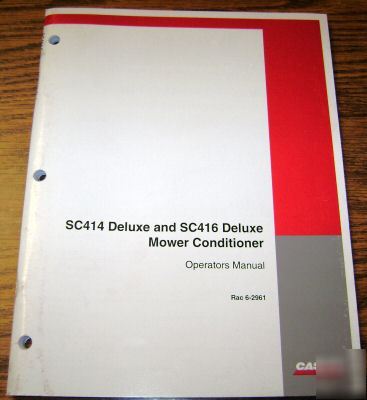 SC414 Deluxe and SC416 Deluxe
Mower Conditioner
Operators Manual
Rac 6-2961